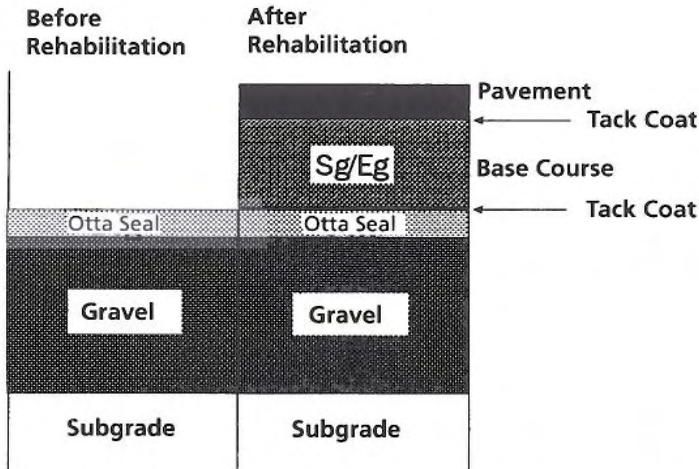 Before
Rehabilitation
After
Rehabilitation
Pavement
Tack Coat
Sg/Eg
Base Course
Tack Coat
Otta Seal
Otta Seal
Gravel
Gravel
Subgrade
Subgrade